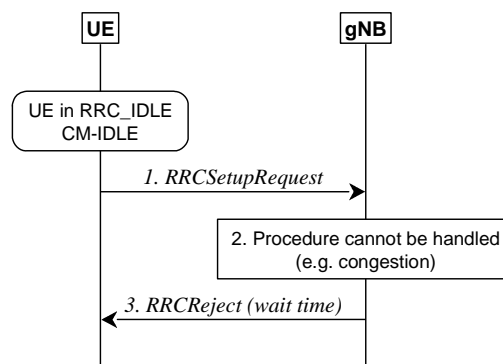 UE
gNB
UE in RRC_IDLE
CM-IDLE
1. RRCSetupRequest
2. Procedure cannot be handled
(e.g. congestion)
3. RRCReject (wait time)